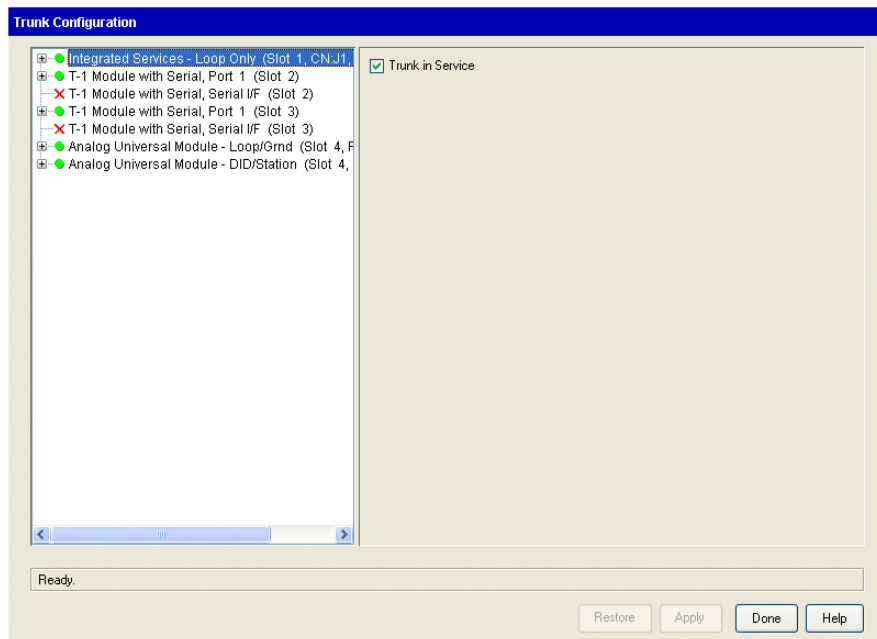 Trunk Configuration
Integrated Services - Loop Only (Slot 1, CN:J1,
T-1 Module with Serial, Port 1 (Slot 2)
T-1 Module with Serial, Serial I/F (Slot 2)
T-1 Module with Serial, Port 1 (Slot 3)
T-1 Module with Serial, Serial I/F (Slot 3)
Analog Universal Module - Loop/Grnd (Slot 4, F
Analog Universal Module - DID/Station (Slot 4,
Trunk in Service
Ready.
Restore Apply Done Help